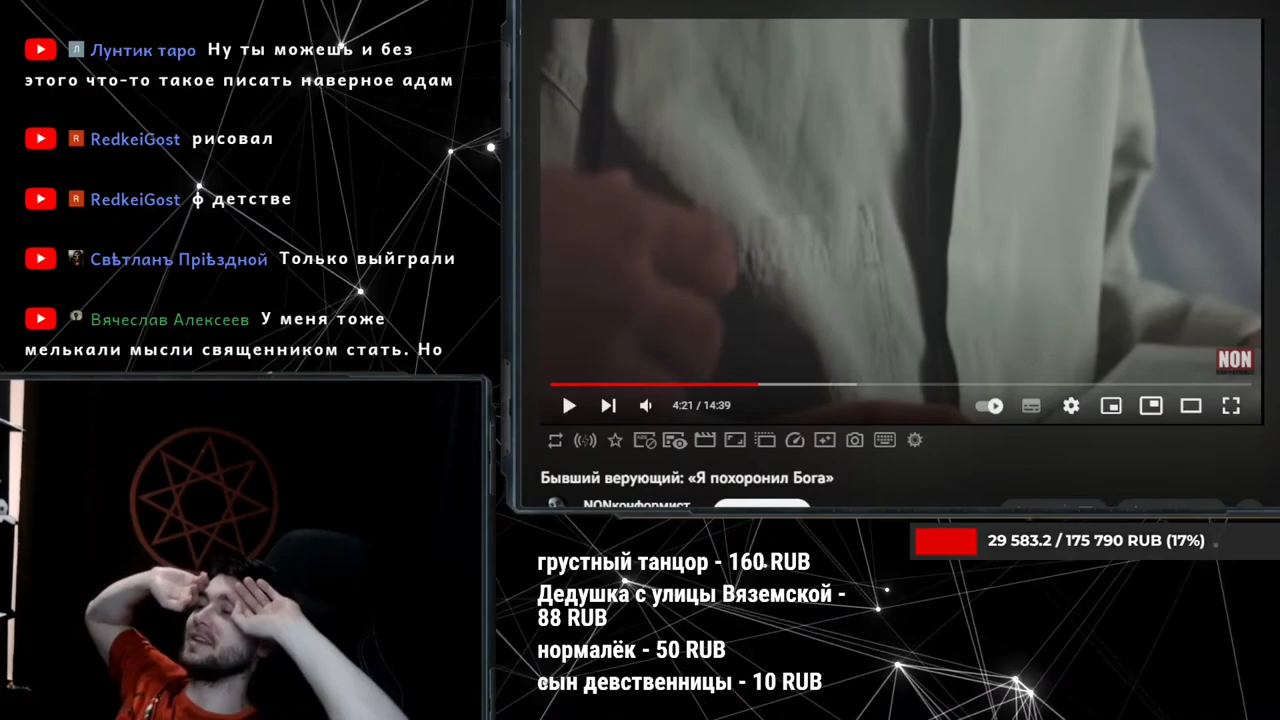 Лунтик таро Ну ты можешь и без
этого что-то такое писать наверное адам
RedkeiGost рисовал
RedkeiGost ф детстве
Свѣтланъ Пріѣздной Только выйграли
Вячеслав Алексеев У меня тоже
мелькали мысли священником стать. Но
NON
4:21 / 14:39
Бывший верующий: «Я похоронил Бога»
NONконформист
29 583.2 / 175 790 RUB (17%)
грустный танцор - 160 RUB
Дедушка с улицы Вяземской -
88 RUB
нормалёк - 50 RUB
сын девственницы - 10 RUB